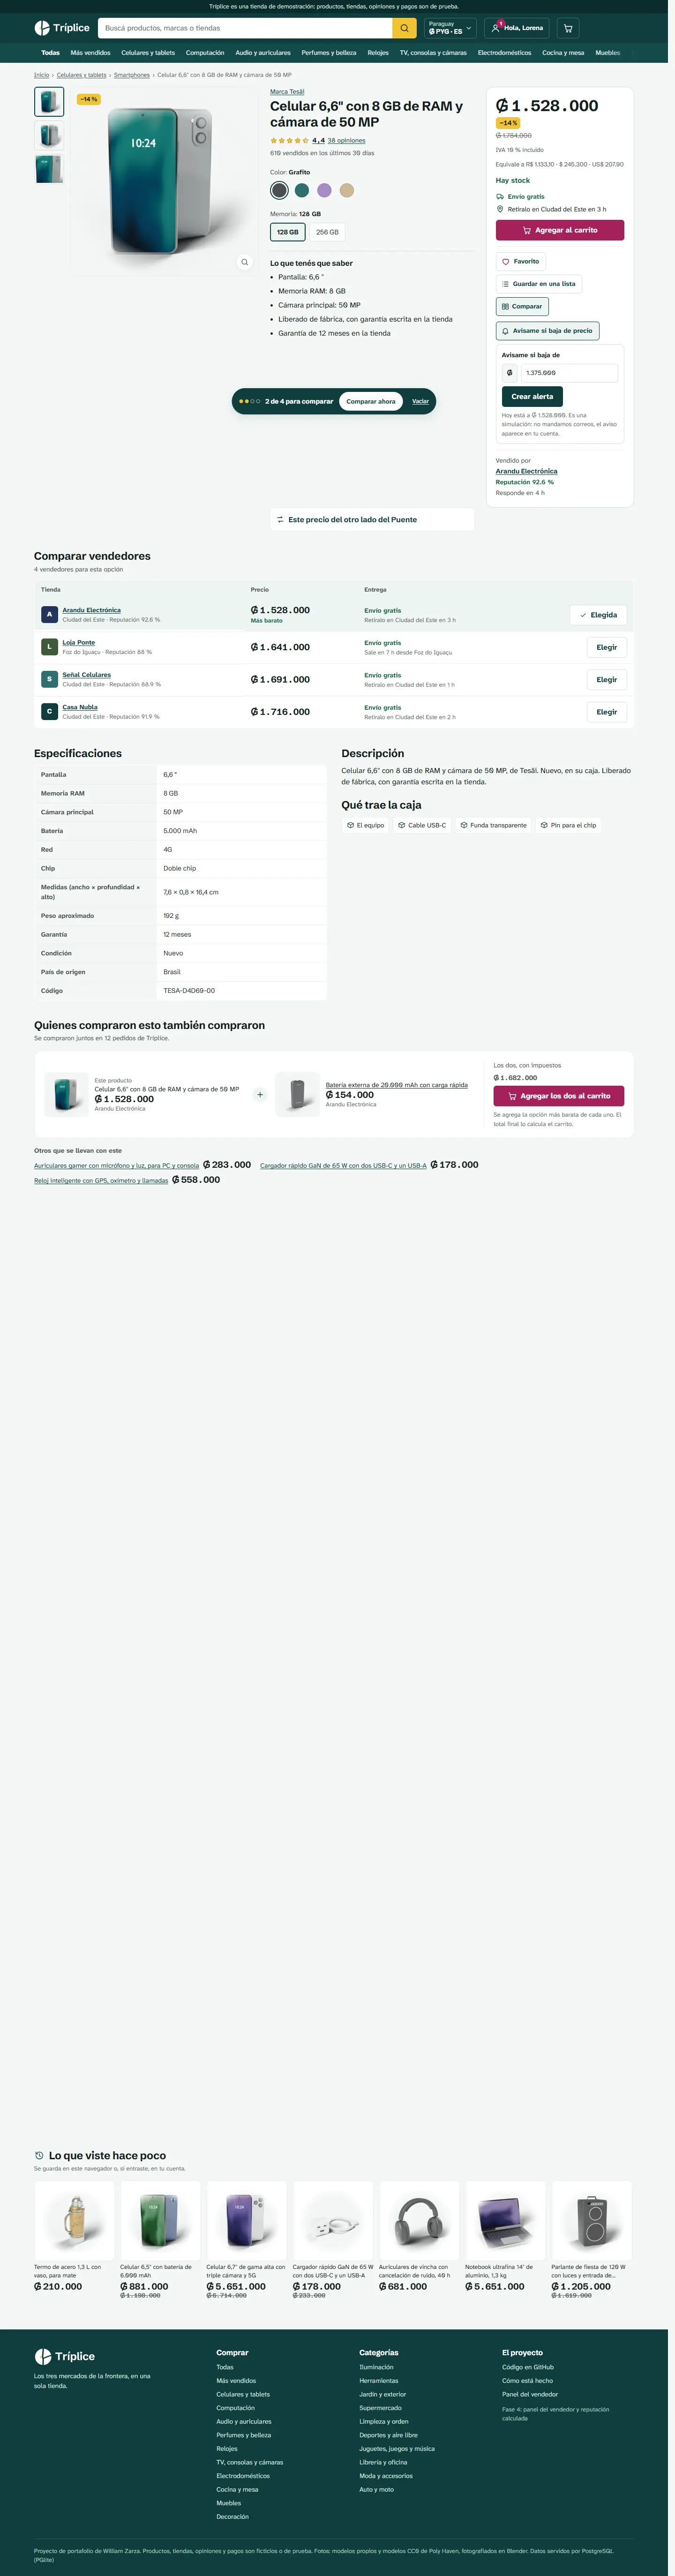 Tríplice es una tienda de demostración: productos, tiendas, opiniones y pagos son de prueba.
Tríplice
Buscá productos, marcas o tiendas
Paraguay
₲ PYG · ES
1
Hola, Lorena
Todas
Más vendidos
Celulares y tablets
Computación
Audio y auriculares
Perfumes y belleza
Relojes
TV, consolas y cámaras
Electrodomésticos
Cocina y mesa
Muebles
Inicio › Celulares y tablets › Smartphones › Celular 6,6" con 8 GB de RAM y cámara de 50 MP
−14 %
10:24
Marca Tesãi
Celular 6,6" con 8 GB de RAM y
cámara de 50 MP
4,4 38 opiniones
610 vendidos en los últimos 30 días
Color: Grafito
Memoria: 128 GB
128 GB
256 GB
Lo que tenés que saber
• Pantalla: 6,6 "
• Memoria RAM: 8 GB
• Cámara principal: 50 MP
• Liberado de fábrica, con garantía escrita en la tienda
• Garantía de 12 meses en la tienda
₲ 1.528.000
−14 %
₲ 1.784.000
IVA 10 % incluido
Equivale a R$ 1.133,10 · $ 245.300 · US$ 207,90
Hay stock
Envío gratis
Retiralo en Ciudad del Este en 3 h
Agregar al carrito
Favorito
Guardar en una lista
Comparar
Avisame si baja de precio
Avisame si baja de
₲
1.375.000
Crear alerta
Hoy está a ₲ 1.528.000. Es una
simulación: no mandamos correos, el aviso
aparece en tu cuenta.
Vendido por
Arandu Electrónica
Reputación 92.6 %
Responde en 4 h
2 de 4 para comparar
Comparar ahora
Vaciar
Este precio del otro lado del Puente
Comparar vendedores
4 vendedores para esta opción
Tienda
Precio
Entrega
A
Arandu Electrónica
Ciudad del Este · Reputación 92.6 %
₲ 1.528.000
Más barato
Envío gratis
Retiralo en Ciudad del Este en 3 h
Elegida
L
Loja Ponte
Foz do Iguaçu · Reputación 88 %
₲ 1.641.000
Envío gratis
Sale en 7 h desde Foz do Iguaçu
Elegir
S
Señal Celulares
Ciudad del Este · Reputación 88.9 %
₲ 1.691.000
Envío gratis
Retiralo en Ciudad del Este en 1 h
Elegir
C
Casa Nubla
Ciudad del Este · Reputación 91.9 %
₲ 1.716.000
Envío gratis
Retiralo en Ciudad del Este en 2 h
Elegir
Especificaciones
Pantalla 6,6 "
Memoria RAM 8 GB
Cámara principal 50 MP
Batería 5.000 mAh
Red 4G
Chip Doble chip
Medidas (ancho × profundidad ×
alto) 7,6 × 0,8 × 16,4 cm
Peso aproximado 192 g
Garantía 12 meses
Condición Nuevo
País de origen Brasil
Código TESA-D4D69-00
Descripción
Celular 6,6" con 8 GB de RAM y cámara de 50 MP, de Tesãi. Nuevo, en su caja. Liberado
de fábrica, con garantía escrita en la tienda.
Qué trae la caja
El equipo
Cable USB-C
Funda transparente
Pin para el chip
Quienes compraron esto también compraron
Se compraron juntos en 12 pedidos de Tríplice.
Este producto
Celular 6,6" con 8 GB de RAM y cámara de 50 MP
₲ 1.528.000
Arandu Electrónica
+
Batería externa de 20.000 mAh con carga rápida
₲ 154.000
Arandu Electrónica
Los dos, con impuestos
₲ 1.682.000
Agregar los dos al carrito
Se agrega la opción más barata de cada uno. El
total final lo calcula el carrito.
Otros que se llevan con este
Auriculares gamer con micrófono y luz, para PC y consola ₲ 283.000
Cargador rápido GaN de 65 W con dos USB-C y un USB-A ₲ 178.000
Reloj inteligente con GPS, oxímetro y llamadas ₲ 558.000
Lo que viste hace poco
Se guarda en este navegador o, si entraste, en tu cuenta.
Termo de acero 1,3 L con
vaso, para mate
₲ 210.000
Celular 6,5" con batería de
6.000 mAh
₲ 881.000
₲ 1.198.000
Celular 6,7" de gama alta con
triple cámara y 5G
₲ 5.651.000
₲ 6.714.000
Cargador rápido GaN de 65 W
con dos USB-C y un USB-A
₲ 178.000
₲ 233.000
Auriculares de vincha con
cancelación de ruido, 40 h
₲ 681.000
Notebook ultrafina 14" de
aluminio, 1,3 kg
₲ 5.651.000
Parlante de fiesta de 120 W
con luces y entrada de…
₲ 1.205.000
₲ 1.619.000
Tríplice
Los tres mercados de la frontera, en una
sola tienda.
Comprar
Todas
Más vendidos
Celulares y tablets
Computación
Audio y auriculares
Perfumes y belleza
Relojes
TV, consolas y cámaras
Electrodomésticos
Cocina y mesa
Muebles
Decoración
Categorías
Iluminación
Herramientas
Jardín y exterior
Supermercado
Limpieza y orden
Deportes y aire libre
Juguetes, juegos y música
Librería y oficina
Moda y accesorios
Auto y moto
El proyecto
Código en GitHub
Cómo está hecho
Panel del vendedor
Fase 4: panel del vendedor y reputación
calculada
Proyecto de portafolio de William Zarza. Productos, tiendas, opiniones y pagos son ficticios o de prueba. Fotos: modelos propios y modelos CC0 de Poly Haven, fotografiados en Blender. Datos servidos por PostgreSQL
(PGlite)